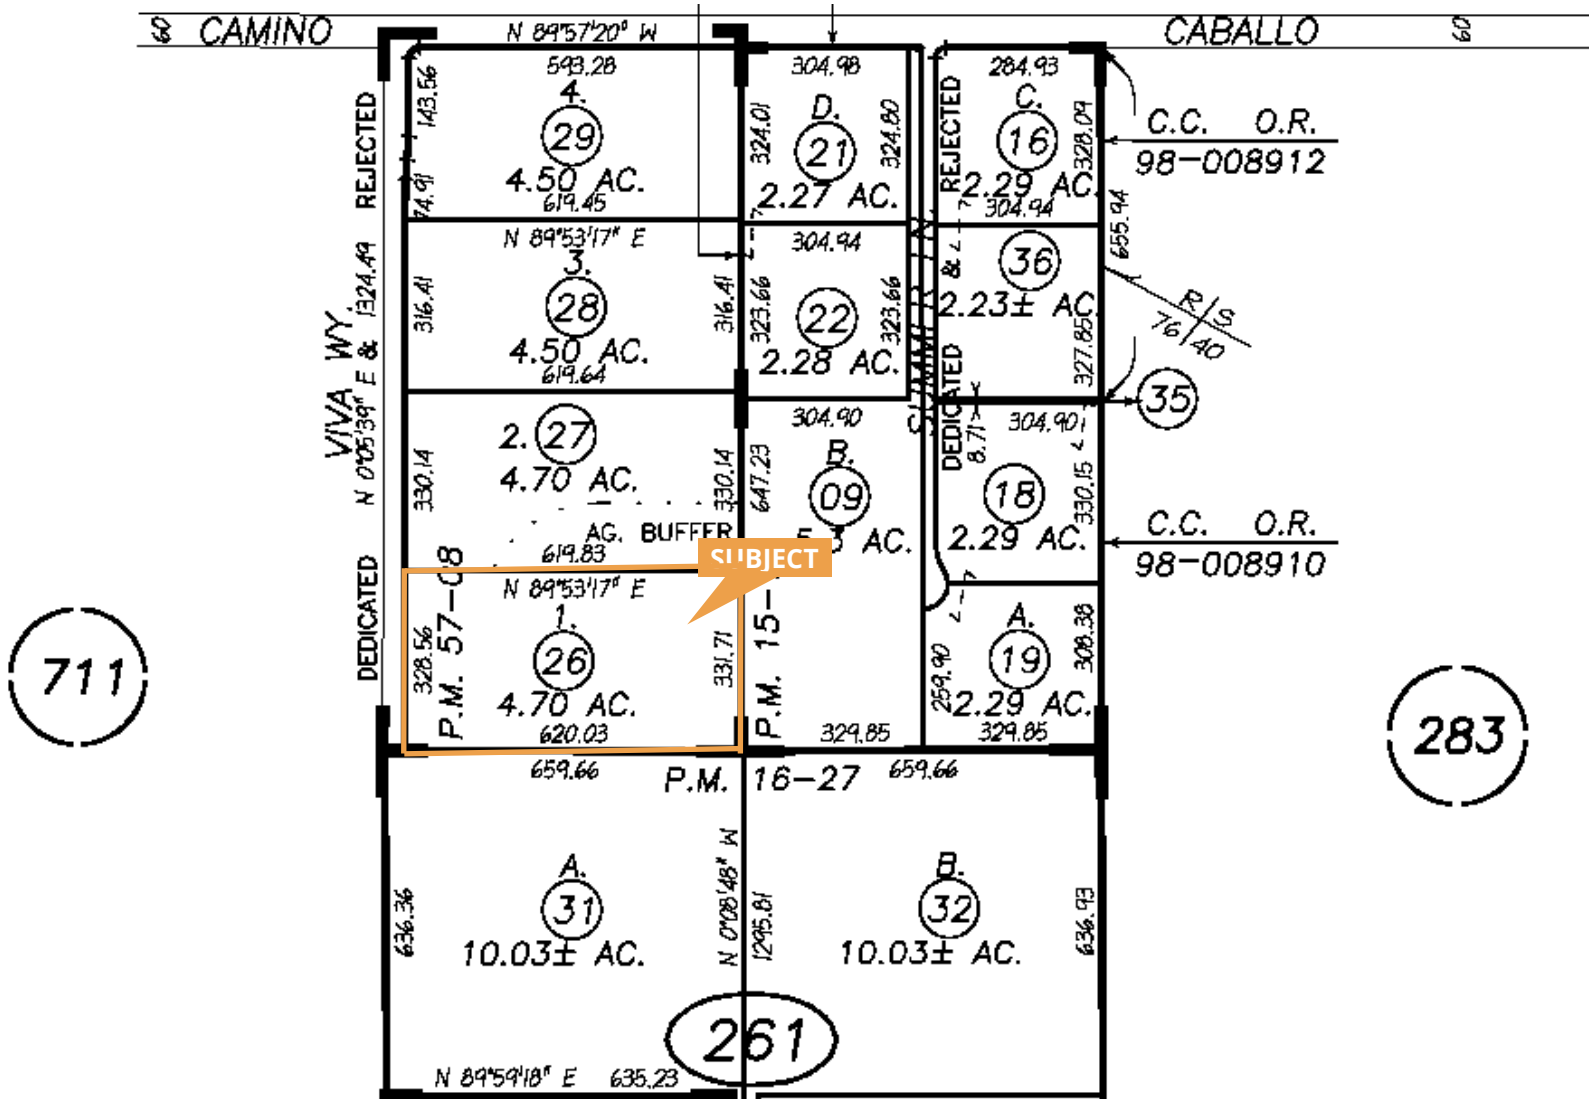 60 CAMINO
CABALLO 60
N 89°57'20" W
593.28
143.56
4.
29
4.50 AC.
74.91
619.45
N 89°53'17" E
3.
28
316.41
316.41
4.50 AC.
619.64
2. 27
4.70 AC.
330.14
330.14
AG. BUFFER
619.83
SUBJECT
N 89°53'17" E
1.
26
4.70 AC.
328.56
331.71
620.03
P.M. 57-08
VIVA WY.
N 0°05'39" E & 1324.49
REJECTED
DEDICATED
304.98
D.
21
2.27 AC.
324.01
324.80
304.94
22
2.28 AC.
323.66
323.66
304.90
B.
09
AC.
647.23
P.M. 15-
329.85
SUMMER LN.
REJECTED
&
DEDICATED
284.93
C.
16
2.29 AC.
328.09
304.94
36
2.23± AC.
327.85
655.94
8.71
35
304.90
18
2.29 AC.
330.15
A.
19
2.29 AC.
259.90
308.38
329.85
C.C. O.R.
98-008912
R/S
76/40
C.C. O.R.
98-008910
711
283
659.66
P.M. 16-27
659.66
A.
31
10.03± AC.
636.36
N 0°08'48" W
1295.81
B.
32
10.03± AC.
636.93
261
N 89°59'18" E 635.23